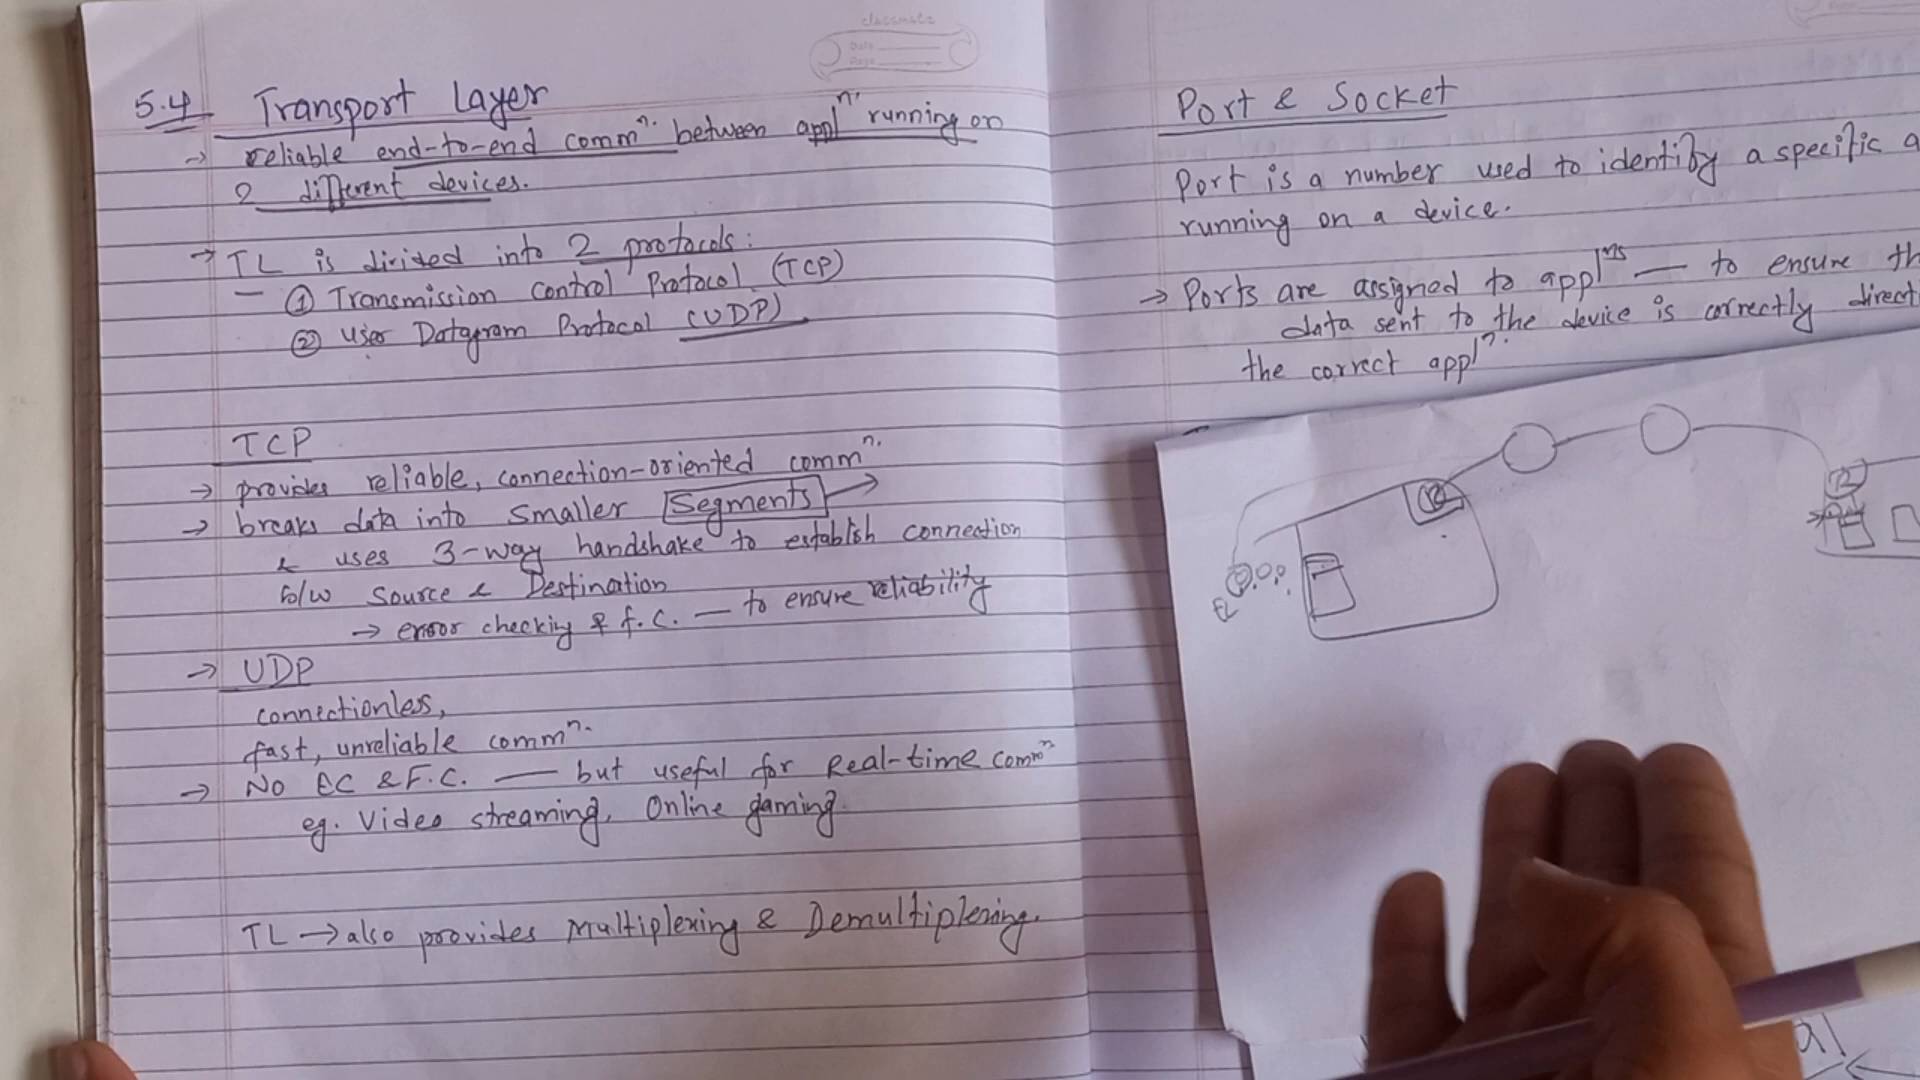 classmate
Date
Page
5.4 Transport Layer
→ reliable end-to-end commⁿ. between applⁿ. running on
2 different devices.
→ TL is divided into 2 protocols:
— ① Transmission Control Protocol (TCP)
② User Datagram Protocol (UDP)
TCP
→ provides reliable, connection-oriented commⁿ.
→ breaks data into smaller Segments →
& uses 3-way handshake to establish connection
b/w Source & Destination
→ error checking & f.c. — to ensure reliability
→ UDP
connectionless,
fast, unreliable commⁿ.
→ No EC & F.C. — but useful for Real-time commⁿ
eg. Video streaming, Online gaming.
TL → also provides Multiplexing & Demultiplexing.
Port & Socket
Port is a number used to identify a specific a
running on a device.
→ Ports are assigned to applⁿˢ — to ensure th
data sent to the device is correctly directe
the correct applⁿ.